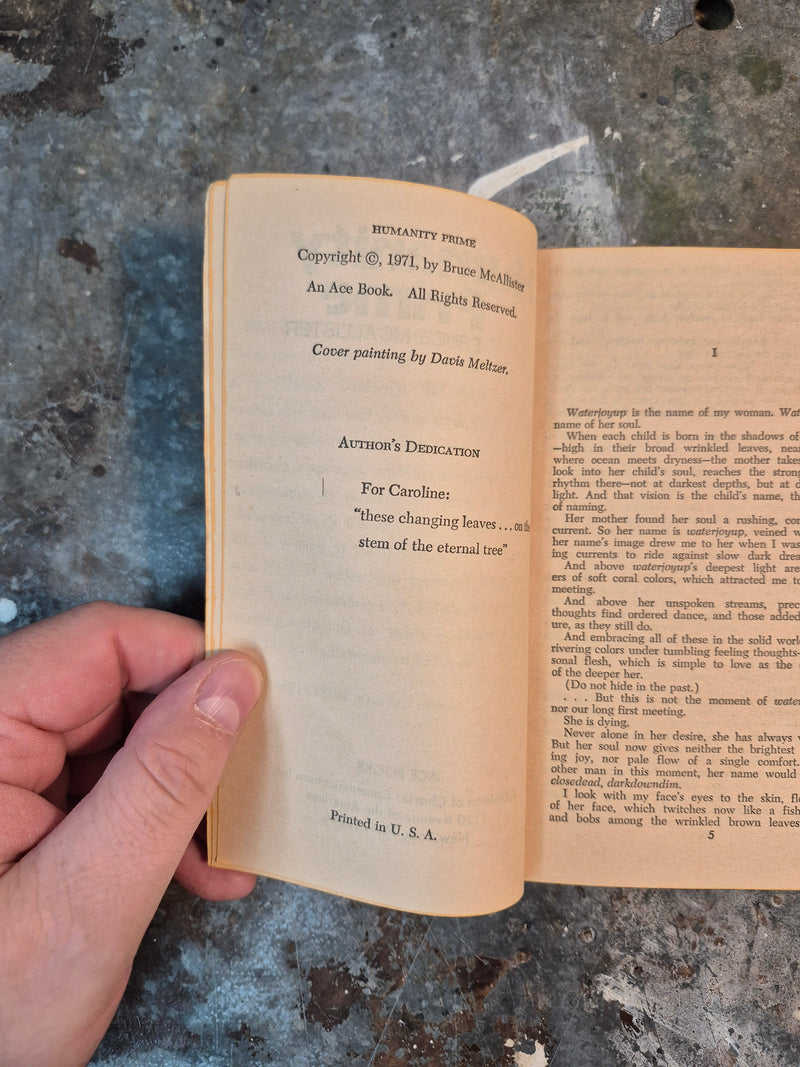 HUMANITY PRIME
Copyright ©, 1971, by Bruce McAllister
An Ace Book. All Rights Reserved.
Cover painting by Davis Meltzer.
AUTHOR'S DEDICATION
For Caroline:
"these changing leaves . . . on the
stem of the eternal tree"
Printed in U. S. A.
I
Waterjoyup is the name of my woman.
name of her soul.
When each child is born in the shadows of
—high in their broad wrinkled leaves,
where ocean meets dryness—the mother takes
look into her child's soul, reaches the
rhythm there—not at darkest depths, but at
light. And that vision is the child's name,
of naming.
Her mother found her soul a rushing,
current. So her name is waterjoyup, veined
her name's image drew me to her when I was
ing currents to ride against slow dark
And above waterjoyup's deepest light are
ers of soft coral colors, which attracted me to
meeting.
And above her unspoken streams,
thoughts find ordered dance, and those added
ure, as they still do.
And embracing all of these in the solid
rivering colors under tumbling feeling thoughts—
sonal flesh, which is simple to love as the
of the deeper her.
(Do not hide in the past.)
. . . But this is not the moment of
nor our long first meeting.
She is dying.
Never alone in her desire, she has always
But her soul now gives neither the brightest
ing joy, nor pale flow of a single comfort.
other man in this moment, her name would
closedead, darkdowndim.
I look with my face's eyes to the skin,
of her face, which twitches now like a fish
and bobs among the wrinkled brown leaves
5